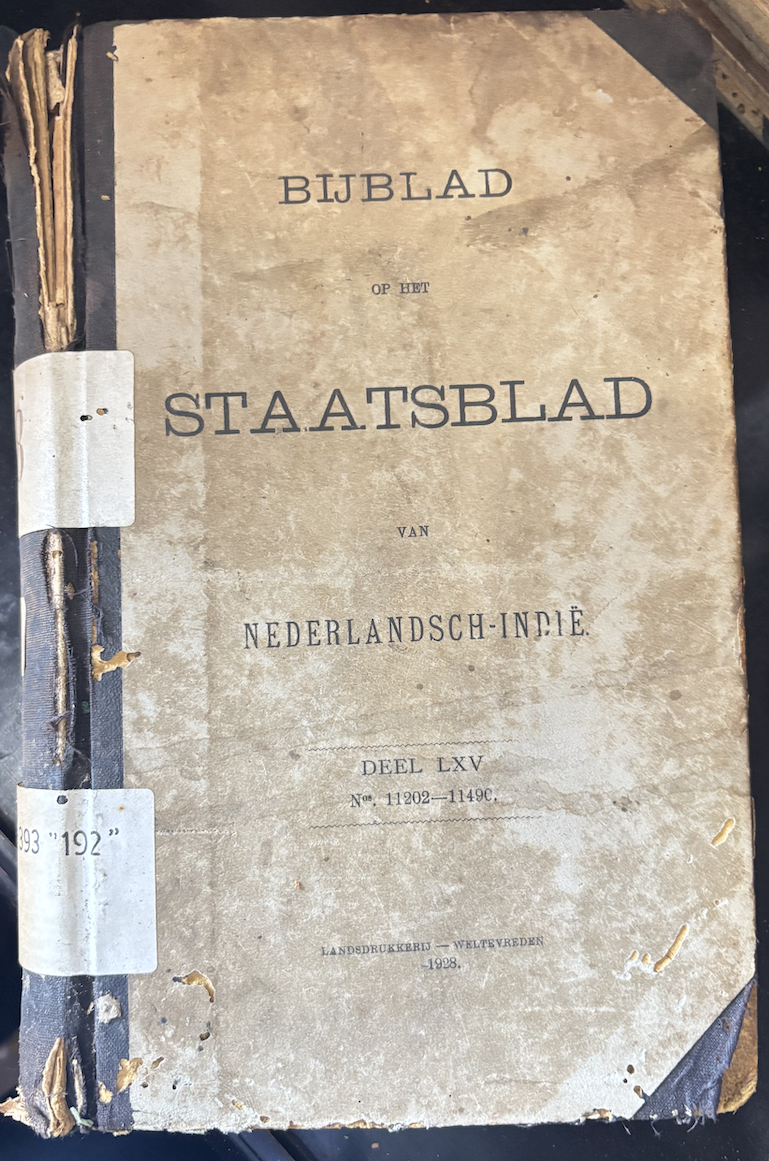 BIJBLAD
OP HET
STAATSBLAD
VAN
NEDERLANDSCH-INDIË.
DEEL LXV
Nos. 11202—11490.
LANDSDRUKKERIJ — WELTEVREDEN
-1928.
393 "192"